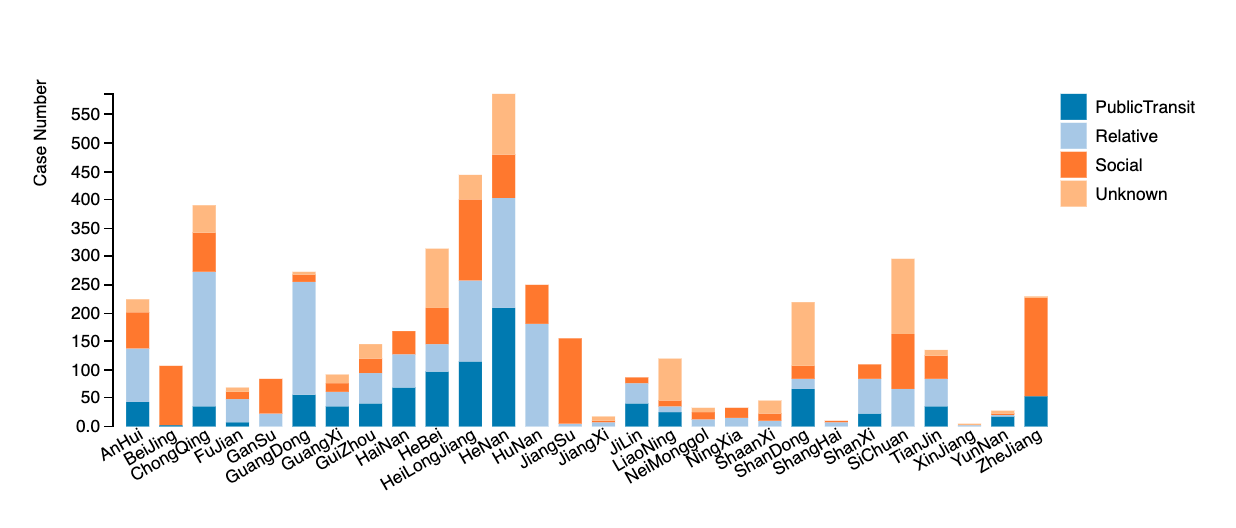 Case Number
550
500
450
400
350
300
250
200
150
100
50
0.0
AnHui
BeiJing
ChongQing
FuJian
GanSu
GuangDong
GuangXi
GuiZhou
HaiNan
HeBei
HeiLongJiang
HeNan
HuNan
JiangSu
JiangXi
JiLin
LiaoNing
NeiMonggol
NingXia
ShaanXi
ShanDong
ShangHai
ShanXi
SiChuan
TianJin
XinJiang
YunNan
ZheJiang
PublicTransit
Relative
Social
Unknown